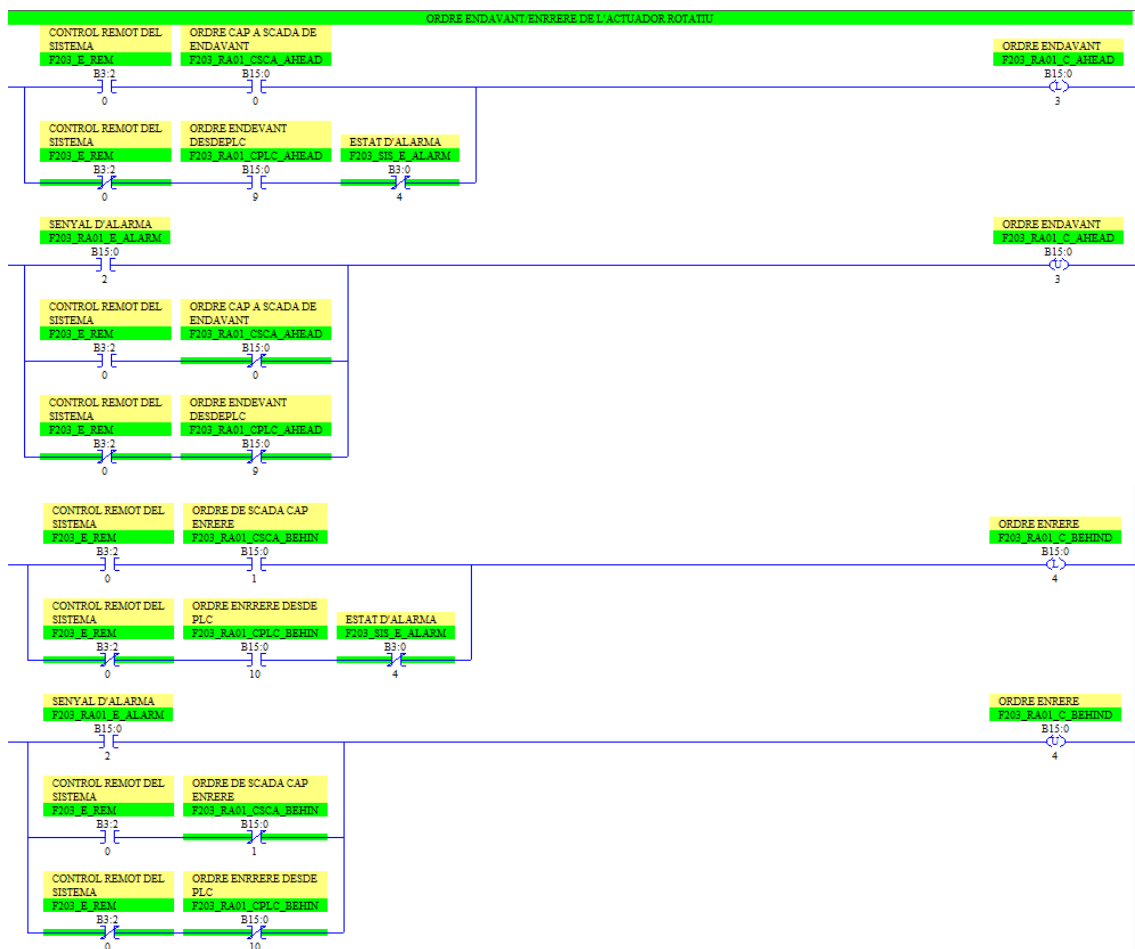 ORDRE ENDAVANT/ENRRERE DE L'ACTUADOR ROTATIU
CONTROL REMOT DEL SISTEMA
F203_E_REM
B3:2
0
ORDRE CAP A SCADA DE ENDAVANT
F203_RA01_CSCA_AHEAD
B15:0
0
ORDRE ENDAVANT
F203_RA01_C_AHEAD
B15:0
L
3
CONTROL REMOT DEL SISTEMA
F203_E_REM
B3:2
0
ORDRE ENDEVANT DESDEPLC
F203_RA01_CPLC_AHEAD
B15:0
9
ESTAT D'ALARMA
F203_SIS_E_ALARM
B3:0
4
SENYAL D'ALARMA
F203_RA01_E_ALARM
B15:0
2
ORDRE ENDAVANT
F203_RA01_C_AHEAD
B15:0
U
3
CONTROL REMOT DEL SISTEMA
F203_E_REM
B3:2
0
ORDRE CAP A SCADA DE ENDAVANT
F203_RA01_CSCA_AHEAD
B15:0
0
CONTROL REMOT DEL SISTEMA
F203_E_REM
B3:2
0
ORDRE ENDEVANT DESDEPLC
F203_RA01_CPLC_AHEAD
B15:0
9
CONTROL REMOT DEL SISTEMA
F203_E_REM
B3:2
0
ORDRE DE SCADA CAP ENRERE
F203_RA01_CSCA_BEHIN
B15:0
1
ORDRE ENRERE
F203_RA01_C_BEHIND
B15:0
L
4
CONTROL REMOT DEL SISTEMA
F203_E_REM
B3:2
0
ORDRE ENRRERE DESDE PLC
F203_RA01_CPLC_BEHIN
B15:0
10
ESTAT D'ALARMA
F203_SIS_E_ALARM
B3:0
4
SENYAL D'ALARMA
F203_RA01_E_ALARM
B15:0
2
ORDRE ENRERE
F203_RA01_C_BEHIND
B15:0
U
4
CONTROL REMOT DEL SISTEMA
F203_E_REM
B3:2
0
ORDRE DE SCADA CAP ENRERE
F203_RA01_CSCA_BEHIN
B15:0
1
CONTROL REMOT DEL SISTEMA
F203_E_REM
B3:2
0
ORDRE ENRRERE DESDE PLC
F203_RA01_CPLC_BEHIN
B15:0
10